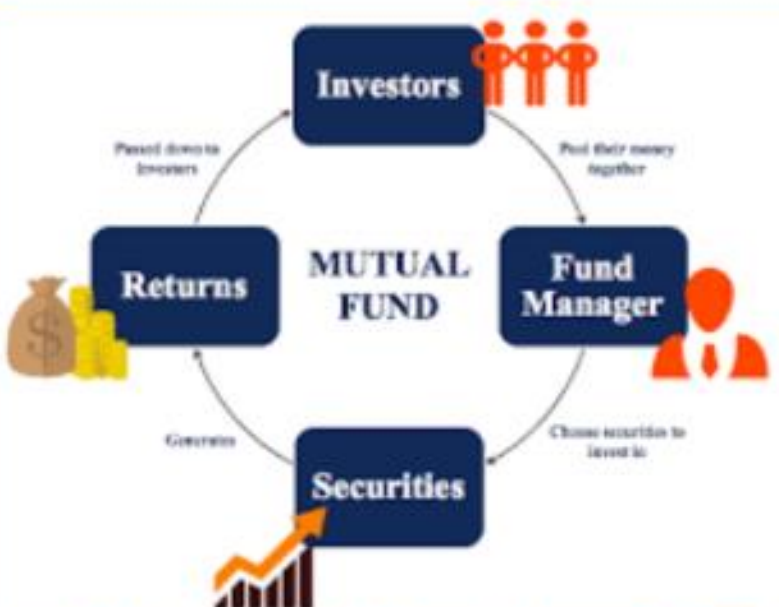 Investors
Passed down to
Investors
Pool their money
together
Returns
MUTUAL
FUND
Fund
Manager
$
Generates
Choose securities to
invest in
Securities